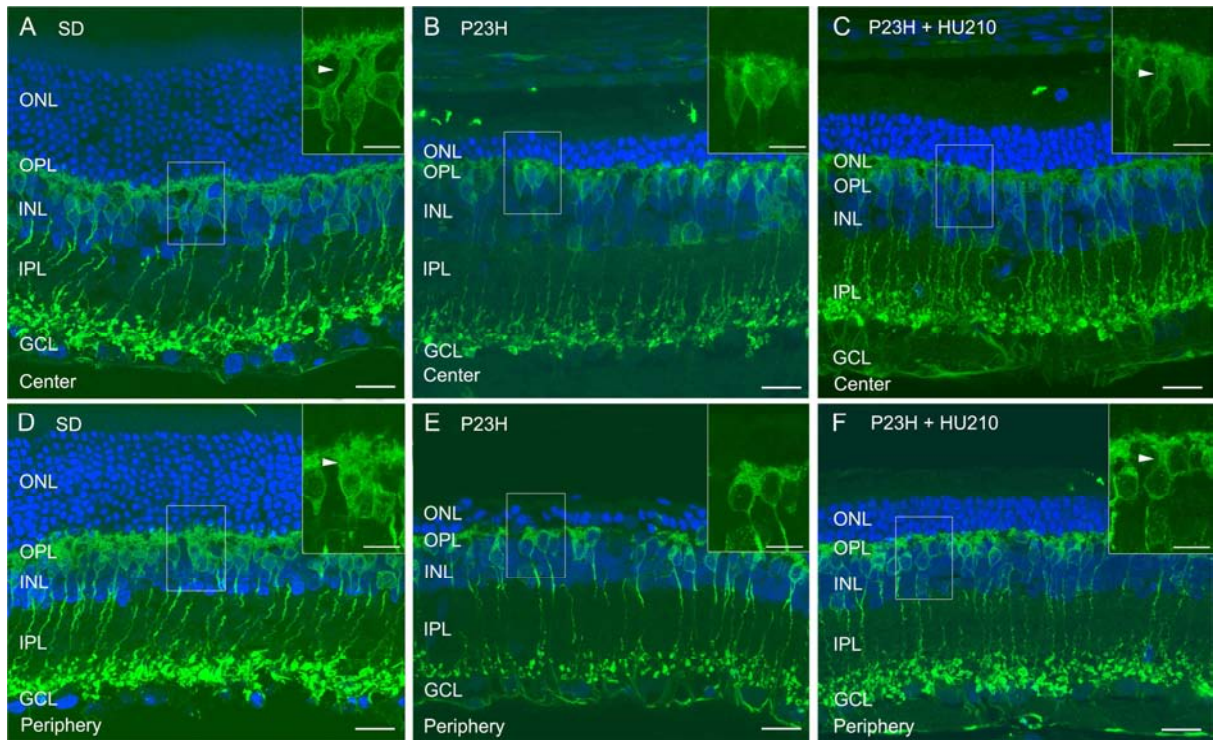 A SD
ONL
OPL
INL
IPL
GCL
Center
B P23H
ONL
OPL
INL
IPL
GCL
Center
C P23H + HU210
ONL
OPL
INL
IPL
GCL
Center
D SD
ONL
OPL
INL
IPL
GCL
Periphery
E P23H
ONL
OPL
INL
IPL
GCL
Periphery
F P23H + HU210
ONL
OPL
INL
IPL
GCL
Periphery